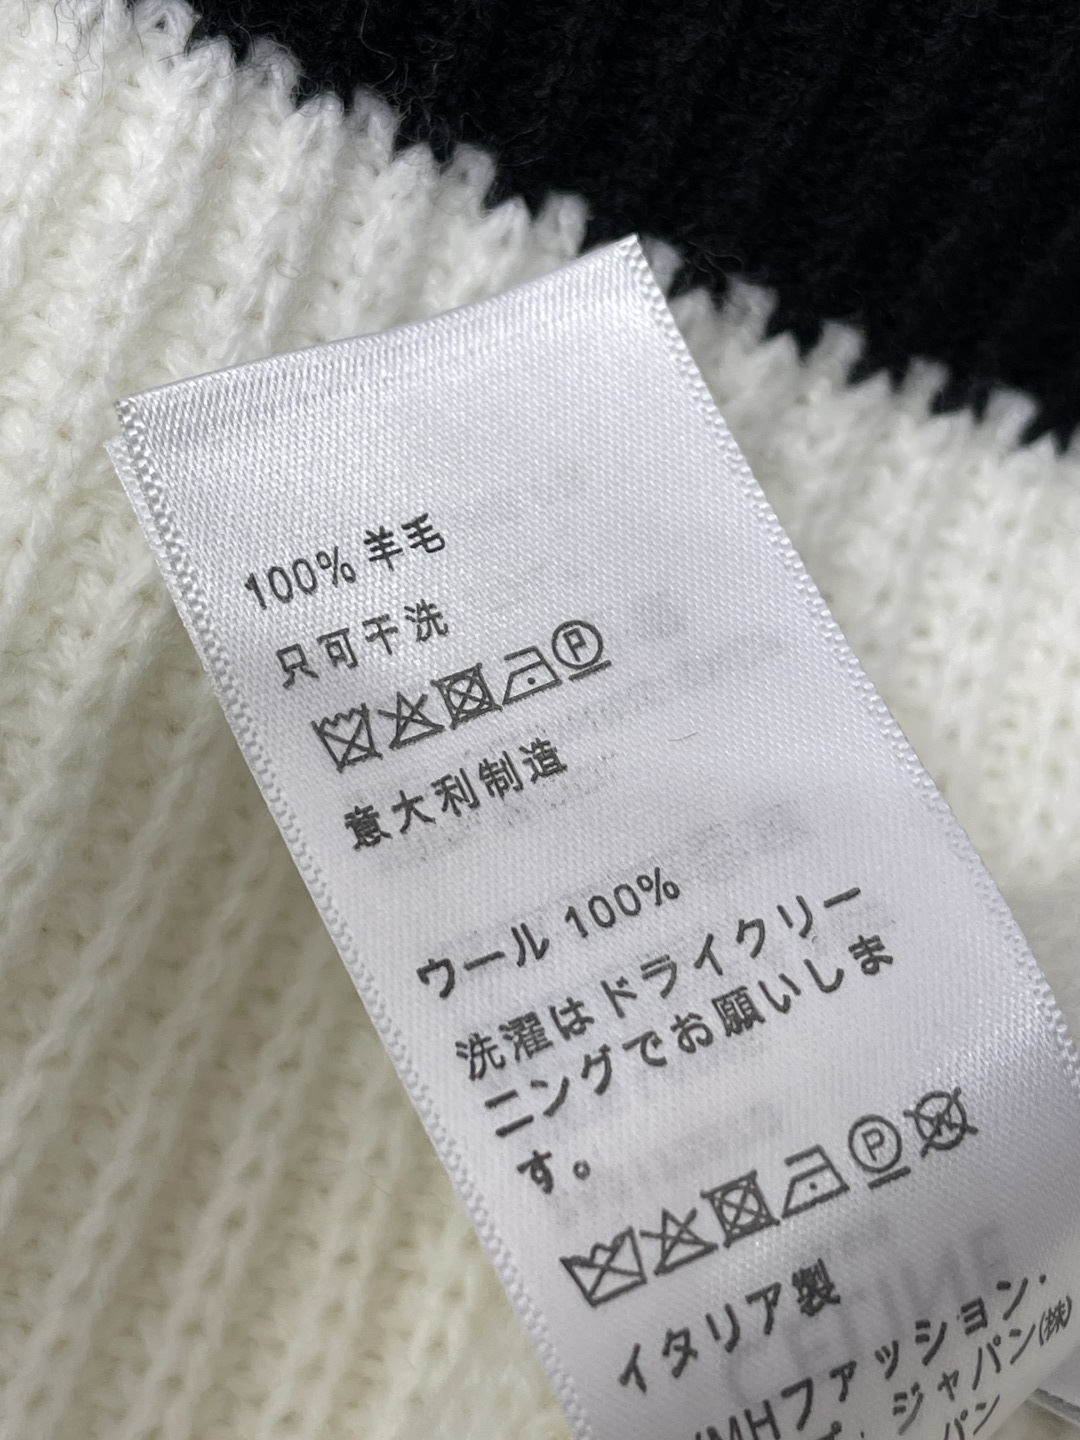 100% 羊毛
只可干洗
意大利制造
ウール 100%
洗濯はドライクリー
ニングでお願いしま
す。
イタリア製
MHファッション・
ジャパン(株)
パン